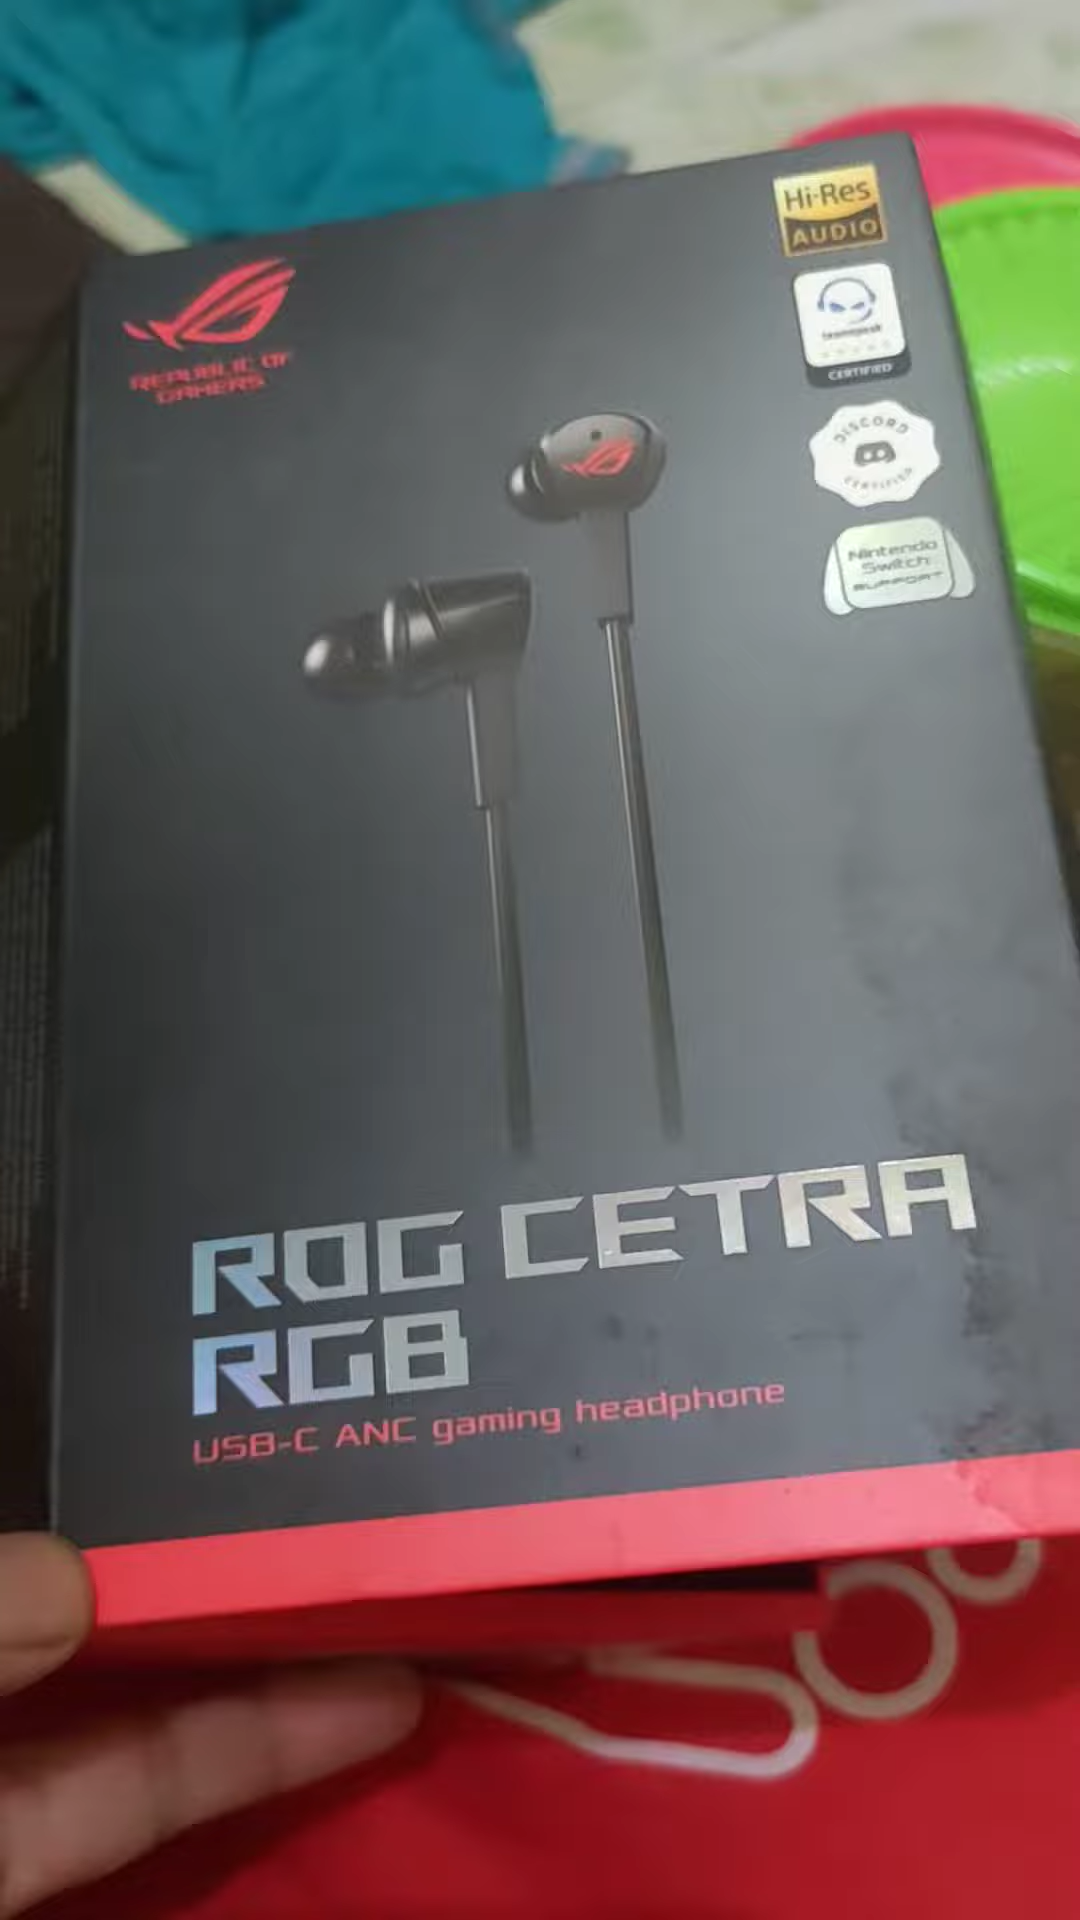 Hi-Res
AUDIO
REPUBLIC OF
GAMERS
teamspeak
CERTIFIED
DISCORD
CERTIFIED
Nintendo
Switch
SUPPORT
ROG CETRA
RGB
USB-C ANC gaming headphone